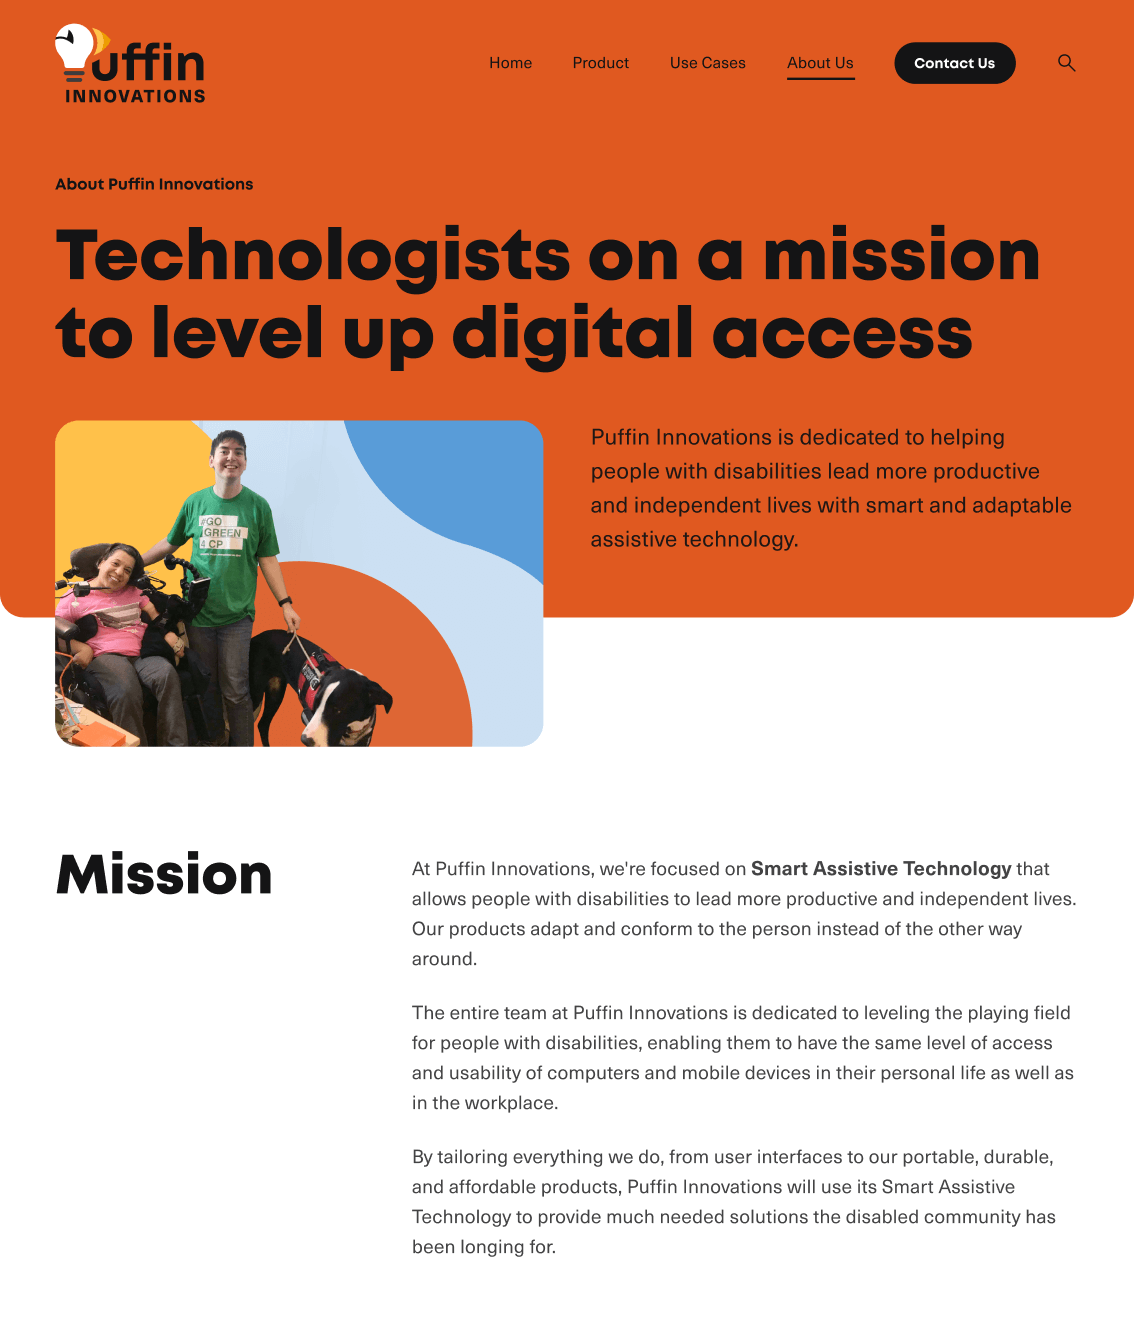 uffin
INNOVATIONS
Home
Product
Use Cases
About Us
Contact Us
About Puffin Innovations
Technologists on a mission
to level up digital access
#GO
GREEN
4 CP
Puffin Innovations is dedicated to helping
people with disabilities lead more productive
and independent lives with smart and adaptable
assistive technology.
Mission
At Puffin Innovations, we're focused on Smart Assistive Technology that
allows people with disabilities to lead more productive and independent lives.
Our products adapt and conform to the person instead of the other way
around.
The entire team at Puffin Innovations is dedicated to leveling the playing field
for people with disabilities, enabling them to have the same level of access
and usability of computers and mobile devices in their personal life as well as
in the workplace.
By tailoring everything we do, from user interfaces to our portable, durable,
and affordable products, Puffin Innovations will use its Smart Assistive
Technology to provide much needed solutions the disabled community has
been longing for.